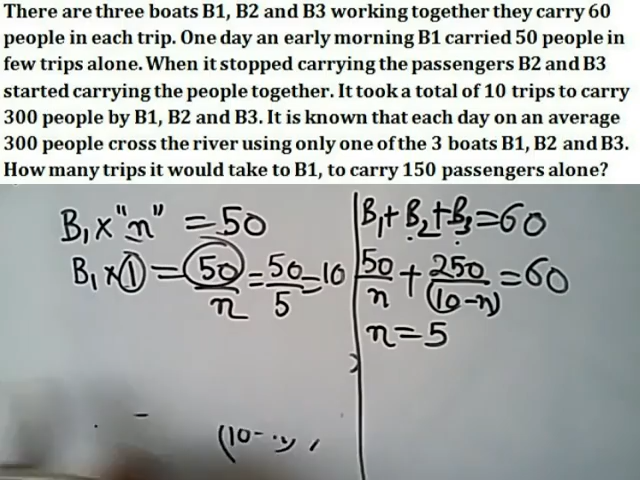 There are three boats B1, B2 and B3 working together they carry 60
people in each trip. One day an early morning B1 carried 50 people in
few trips alone. When it stopped carrying the passengers B2 and B3
started carrying the people together. It took a total of 10 trips to carry
300 people by B1, B2 and B3. It is known that each day on an average
300 people cross the river using only one of the 3 boats B1, B2 and B3.
How many trips it would take to B1, to carry 150 passengers alone?
B₁ × "n" = 50
B₁ × 1 = 50/n = 50/5 = 10
B₁ + B₂ + B₃ = 60
50/n + 250/(10-n) = 60
n = 5
(10-